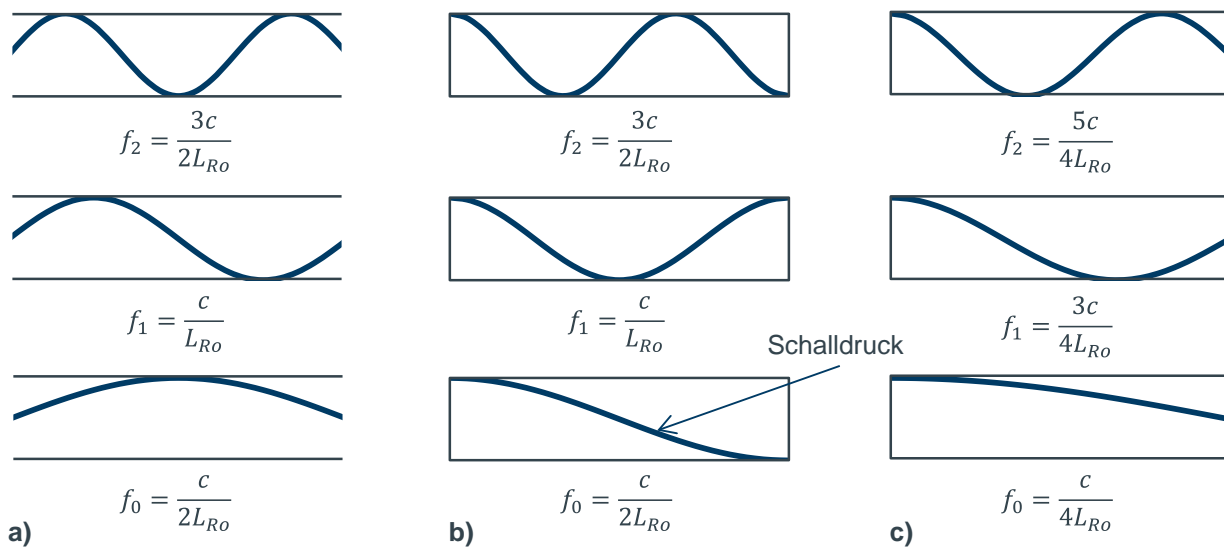 f₂ = 3c/2L_Ro
f₂ = 3c/2L_Ro
f₂ = 5c/4L_Ro
f₁ = c/L_Ro
f₁ = c/L_Ro
f₁ = 3c/4L_Ro
Schalldruck
f₀ = c/2L_Ro
f₀ = c/2L_Ro
f₀ = c/4L_Ro
a)
b)
c)